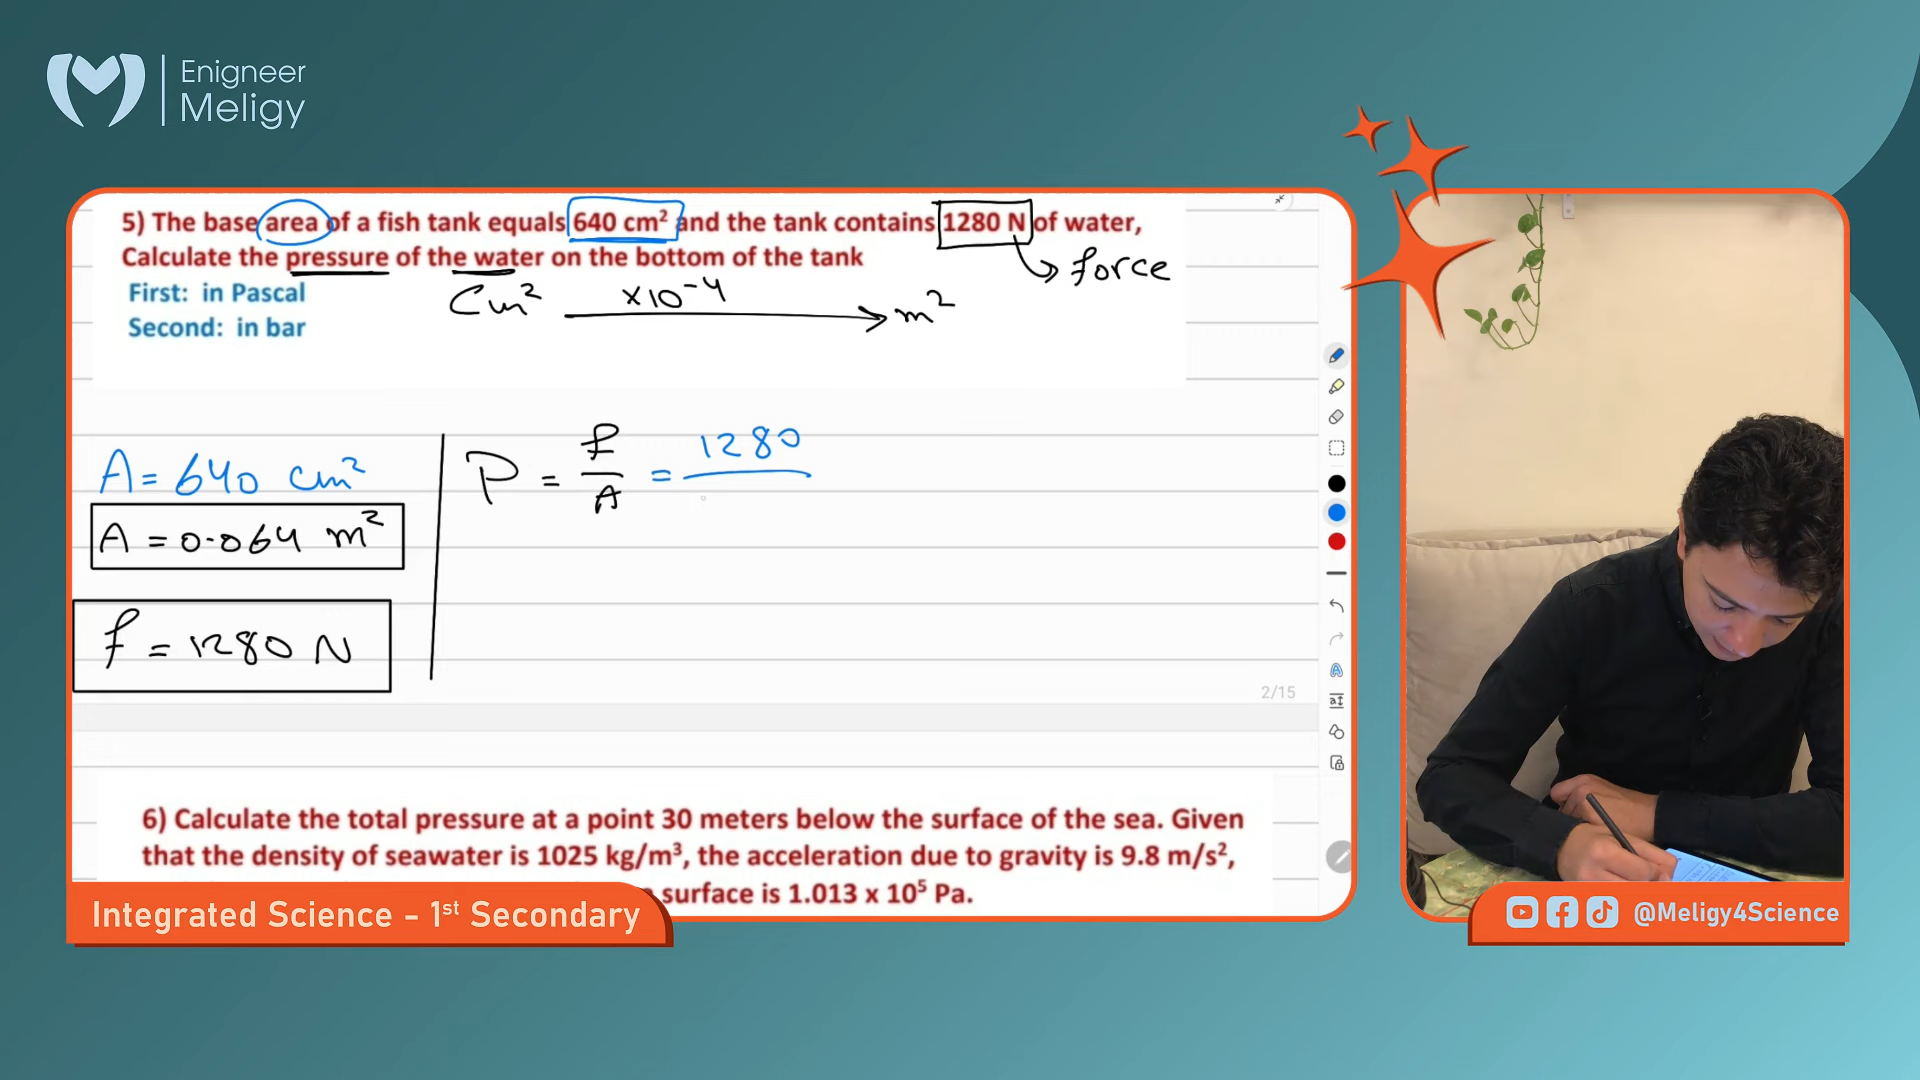 Enigneer
Meligy
5) The base area of a fish tank equals 640 cm² and the tank contains 1280 N of water,
Calculate the pressure of the water on the bottom of the tank
force
First: in Pascal
Cm² ×10⁻⁴ m²
Second: in bar
A = 640 cm²
A = 0.064 m²
f = 1280 N
P = f/A = 1280
2/15
6) Calculate the total pressure at a point 30 meters below the surface of the sea. Given
that the density of seawater is 1025 kg/m³, the acceleration due to gravity is 9.8 m/s²,
surface is 1.013 x 10⁵ Pa.
Integrated Science - 1st Secondary
@Meligy4Science